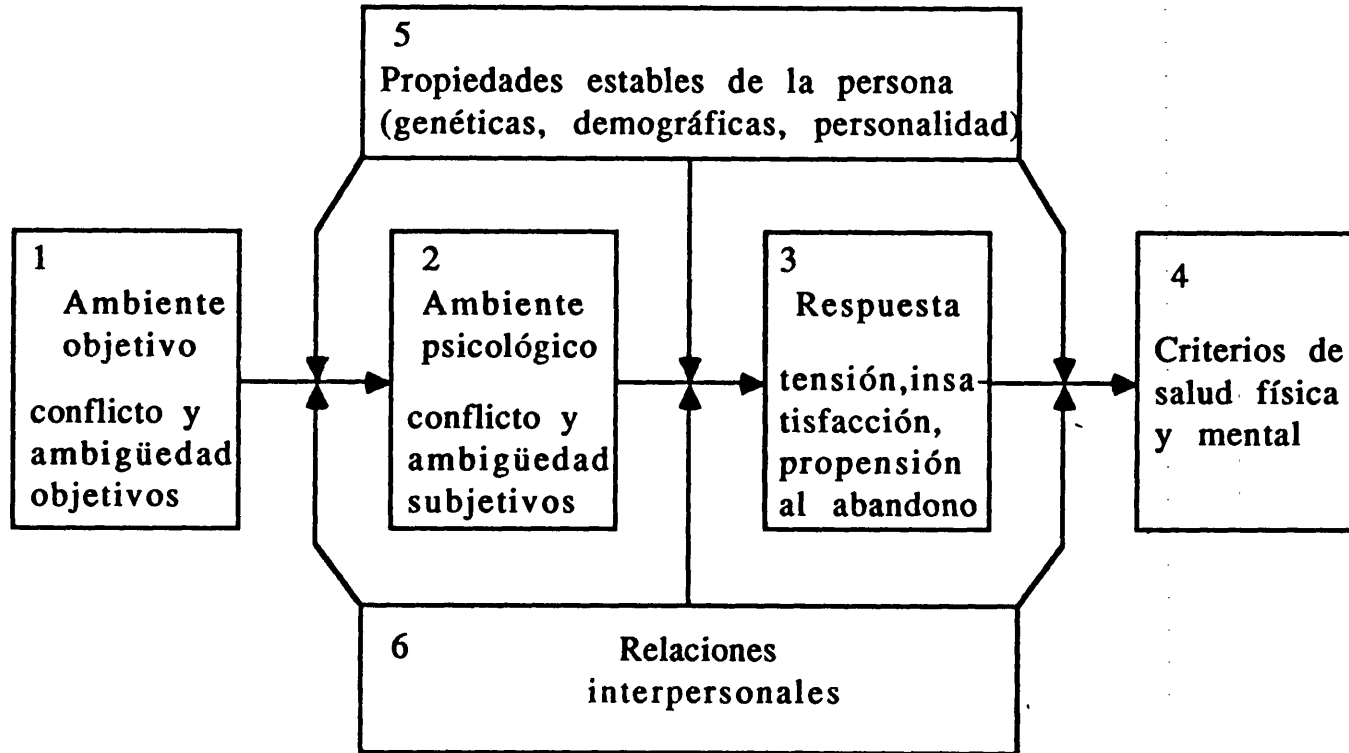 5
Propiedades estables de la persona
(genéticas, demográficas, personalidad)
1
Ambiente
objetivo
conflicto y
ambigüedad
objetivos
2
Ambiente
psicológico
conflicto y
ambigüedad
subjetivos
3
Respuesta
tensión,insa
tisfacción,
propensión
al abandono
4
Criterios de
salud física
y mental
6
Relaciones
interpersonales